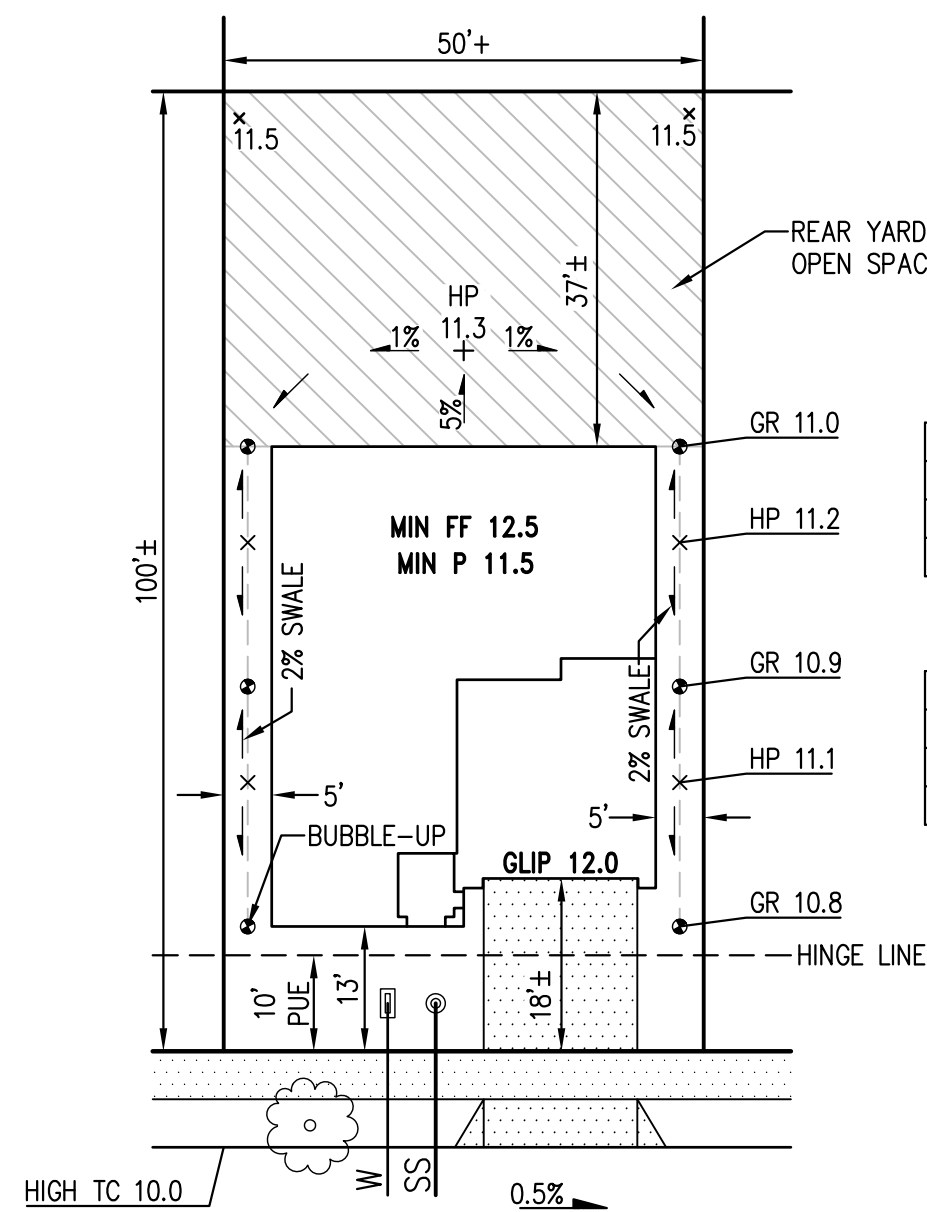 50'+
11.5
11.5
REAR YARD
OPEN SPAC
37'±
HP
11.3
1%
1%
5%
GR 11.0
HP 11.2
MIN FF 12.5
MIN P 11.5
100'±
2% SWALE
2% SWALE
GR 10.9
HP 11.1
5'
5'
BUBBLE-UP
GLIP 12.0
GR 10.8
HINGE LINE
10'
PUE
13'
18'±
W
SS
HIGH TC 10.0
0.5%